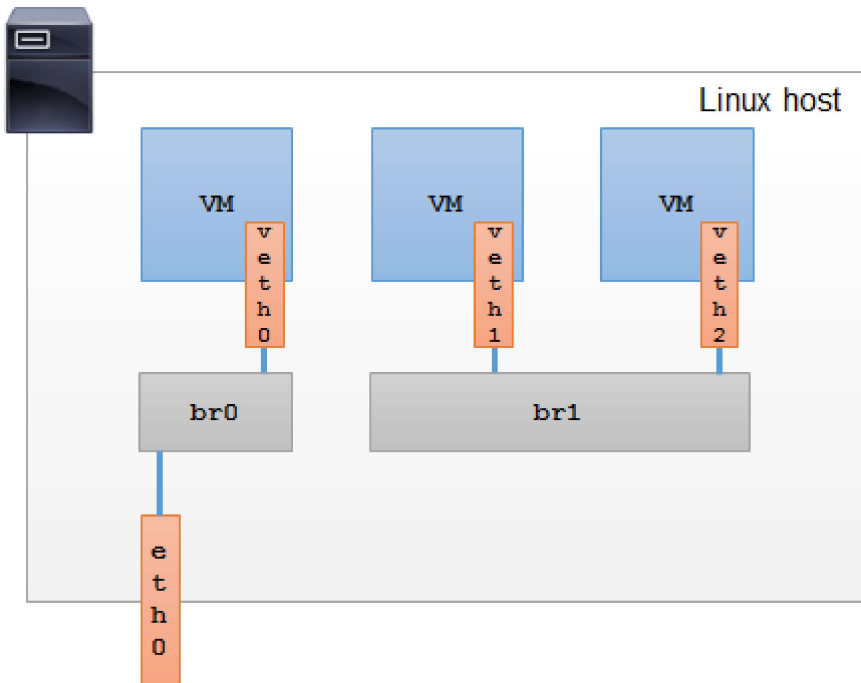 Linux host
VM
VM
VM
veth0
veth1
veth2
br0
br1
eth0